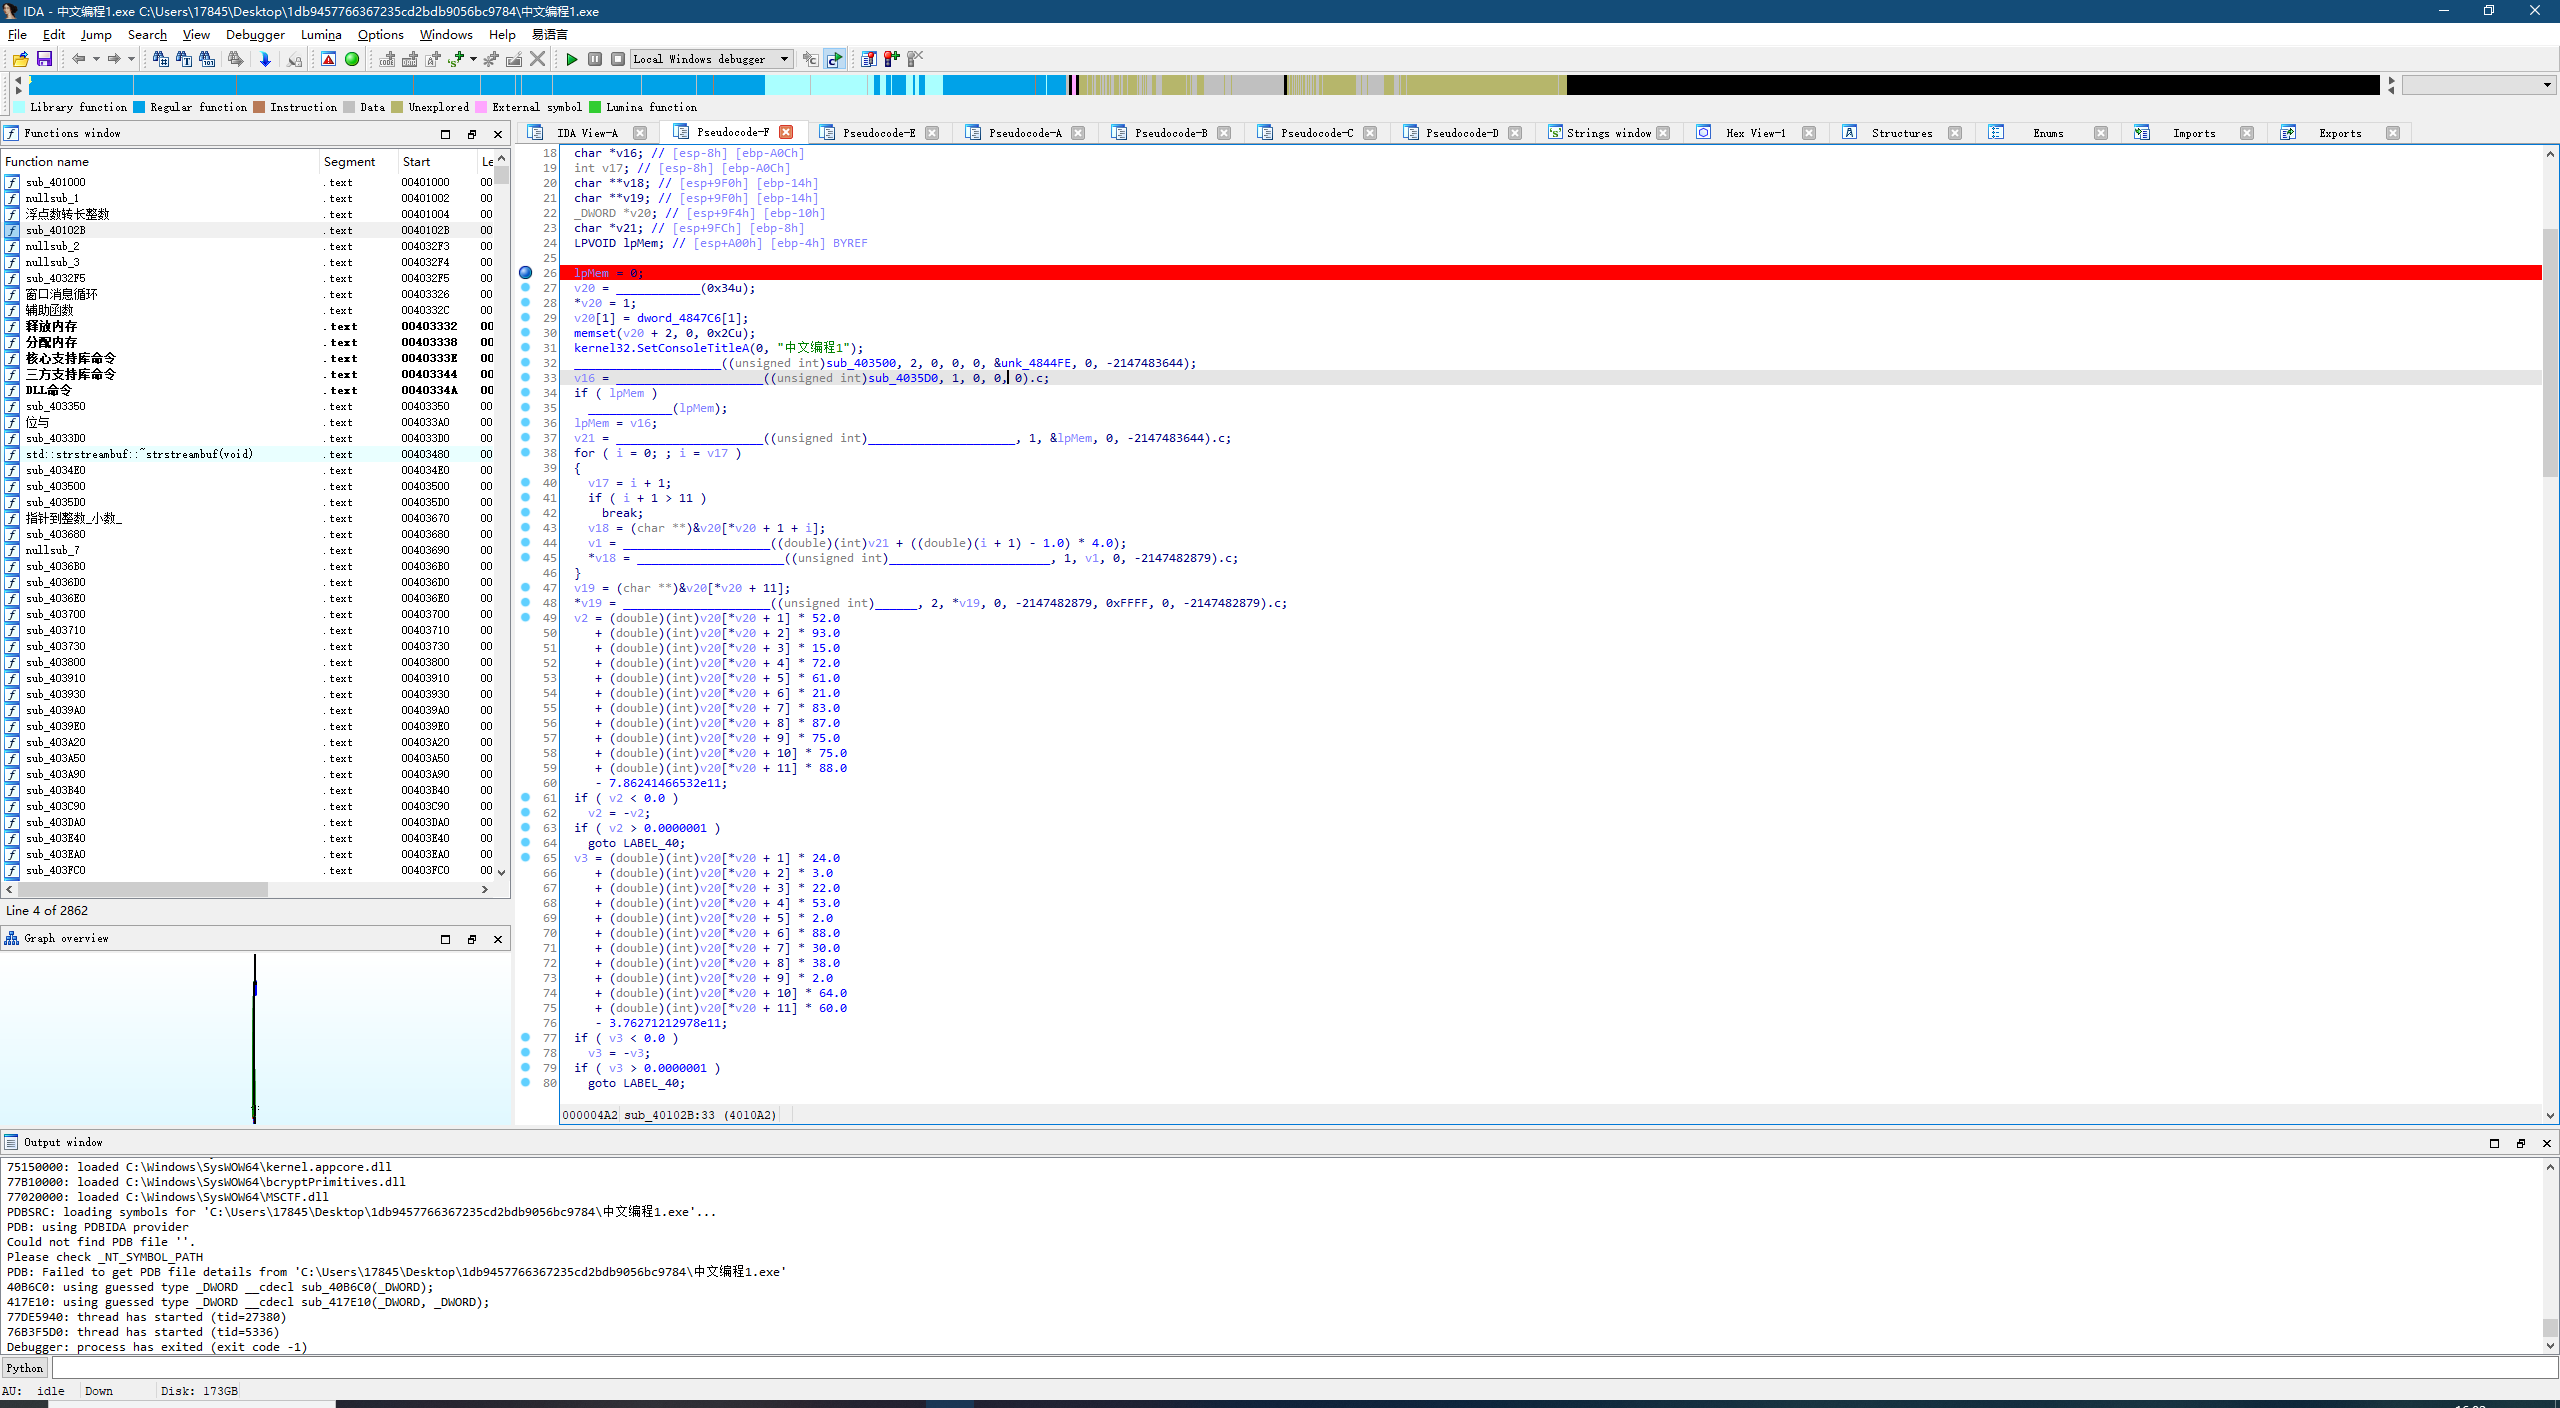 IDA - 中文编程1.exe C:\Users\17845\Desktop\1db9457766367235cd2bdb9056bc9784\中文编程1.exe
File Edit Jump Search View Debugger Lumina Options Windows Help 易语言
Local Windows debugger
Library function Regular function Instruction Data Unexplored External symbol Lumina function
Functions window
Function name Segment Start Le
sub_401000 .text 00401000 00
nullsub_1 .text 00401002 00
浮点数转长整数 .text 00401004 00
sub_40102B .text 0040102B 00
nullsub_2 .text 004032F3 00
nullsub_3 .text 004032F4 00
sub_4032F5 .text 004032F5 00
窗口消息循环 .text 00403326 00
辅助函数 .text 0040332C 00
释放内存 .text 00403332 00
分配内存 .text 00403338 00
核心支持库命令 .text 0040333E 00
三方支持库命令 .text 00403344 00
DLL命令 .text 0040334A 00
sub_403350 .text 00403350 00
位与 .text 004033A0 00
sub_4033D0 .text 004033D0 00
std::strstreambuf::~strstreambuf(void) .text 00403480 00
sub_4034E0 .text 004034E0 00
sub_403500 .text 00403500 00
sub_4035D0 .text 004035D0 00
指针到整数_小数_ .text 00403670 00
sub_403680 .text 00403680 00
nullsub_7 .text 00403690 00
sub_4036B0 .text 004036B0 00
sub_4036D0 .text 004036D0 00
sub_4036E0 .text 004036E0 00
sub_403700 .text 00403700 00
sub_403710 .text 00403710 00
sub_403730 .text 00403730 00
sub_403800 .text 00403800 00
sub_403910 .text 00403910 00
sub_403930 .text 00403930 00
sub_4039A0 .text 004039A0 00
sub_4039E0 .text 004039E0 00
sub_403A20 .text 00403A20 00
sub_403A50 .text 00403A50 00
sub_403A90 .text 00403A90 00
sub_403B40 .text 00403B40 00
sub_403C90 .text 00403C90 00
sub_403DA0 .text 00403DA0 00
sub_403E40 .text 00403E40 00
sub_403EA0 .text 00403EA0 00
sub_403FC0 .text 00403FC0 00
Line 4 of 2862
Graph overview
IDA View-A Pseudocode-F Pseudocode-E Pseudocode-A Pseudocode-B Pseudocode-C Pseudocode-D Strings window Hex View-1 Structures Enums Imports Exports
18 char *v16; // [esp-8h] [ebp-A0Ch]
19 int v17; // [esp-8h] [ebp-A0Ch]
20 char **v18; // [esp+9F0h] [ebp-14h]
21 char **v19; // [esp+9F0h] [ebp-14h]
22 _DWORD *v20; // [esp+9F4h] [ebp-10h]
23 char *v21; // [esp+9FCh] [ebp-8h]
24 LPVOID lpMem; // [esp+A00h] [ebp-4h] BYREF
25
26 lpMem = 0;
27 v20 = ____________(0x34u);
28 *v20 = 1;
29 v20[1] = dword_4847C6[1];
30 memset(v20 + 2, 0, 0x2Cu);
31 kernel32.SetConsoleTitleA(0, "中文编程1");
32 _____________________((unsigned int)sub_403500, 2, 0, 0, 0, &unk_4844FE, 0, -2147483644);
33 v16 = _____________________((unsigned int)sub_4035D0, 1, 0, 0, 0).c;
34 if ( lpMem )
35 ____________(lpMem);
36 lpMem = v16;
37 v21 = _____________________((unsigned int)_____________________, 1, &lpMem, 0, -2147483644).c;
38 for ( i = 0; ; i = v17 )
39 {
40 v17 = i + 1;
41 if ( i + 1 > 11 )
42 break;
43 v18 = (char **)&v20[*v20 + 1 + i];
44 v1 = _____________________((double)(int)v21 + ((double)(i + 1) - 1.0) * 4.0);
45 *v18 = _____________________((unsigned int)_______________________, 1, v1, 0, -2147482879).c;
46 }
47 v19 = (char **)&v20[*v20 + 11];
48 *v19 = _____________________((unsigned int)______, 2, *v19, 0, -2147482879, 0xFFFF, 0, -2147482879).c;
49 v2 = (double)(int)v20[*v20 + 1] * 52.0
50 + (double)(int)v20[*v20 + 2] * 93.0
51 + (double)(int)v20[*v20 + 3] * 15.0
52 + (double)(int)v20[*v20 + 4] * 72.0
53 + (double)(int)v20[*v20 + 5] * 61.0
54 + (double)(int)v20[*v20 + 6] * 21.0
55 + (double)(int)v20[*v20 + 7] * 83.0
56 + (double)(int)v20[*v20 + 8] * 87.0
57 + (double)(int)v20[*v20 + 9] * 75.0
58 + (double)(int)v20[*v20 + 10] * 75.0
59 + (double)(int)v20[*v20 + 11] * 88.0
60 - 7.86241466532e11;
61 if ( v2 < 0.0 )
62 v2 = -v2;
63 if ( v2 > 0.0000001 )
64 goto LABEL_40;
65 v3 = (double)(int)v20[*v20 + 1] * 24.0
66 + (double)(int)v20[*v20 + 2] * 3.0
67 + (double)(int)v20[*v20 + 3] * 22.0
68 + (double)(int)v20[*v20 + 4] * 53.0
69 + (double)(int)v20[*v20 + 5] * 2.0
70 + (double)(int)v20[*v20 + 6] * 88.0
71 + (double)(int)v20[*v20 + 7] * 30.0
72 + (double)(int)v20[*v20 + 8] * 38.0
73 + (double)(int)v20[*v20 + 9] * 2.0
74 + (double)(int)v20[*v20 + 10] * 64.0
75 + (double)(int)v20[*v20 + 11] * 60.0
76 - 3.76271212978e11;
77 if ( v3 < 0.0 )
78 v3 = -v3;
79 if ( v3 > 0.0000001 )
80 goto LABEL_40;
000004A2 sub_40102B:33 (4010A2)
Output window
75150000: loaded C:\Windows\SysWOW64\kernel.appcore.dll
77B10000: loaded C:\Windows\SysWOW64\bcryptPrimitives.dll
77020000: loaded C:\Windows\SysWOW64\MSCTF.dll
PDBSRC: loading symbols for 'C:\Users\17845\Desktop\1db9457766367235cd2bdb9056bc9784\中文编程1.exe'...
PDB: using PDBIDA provider
Could not find PDB file ''.
Please check _NT_SYMBOL_PATH
PDB: Failed to get PDB file details from 'C:\Users\17845\Desktop\1db9457766367235cd2bdb9056bc9784\中文编程1.exe'
40B6C0: using guessed type _DWORD __cdecl sub_40B6C0(_DWORD);
417E10: using guessed type _DWORD __cdecl sub_417E10(_DWORD, _DWORD);
77DE5940: thread has started (tid=27380)
76B3F5D0: thread has started (tid=5336)
Debugger: process has exited (exit code -1)
Python
AU: idle Down Disk: 173GB